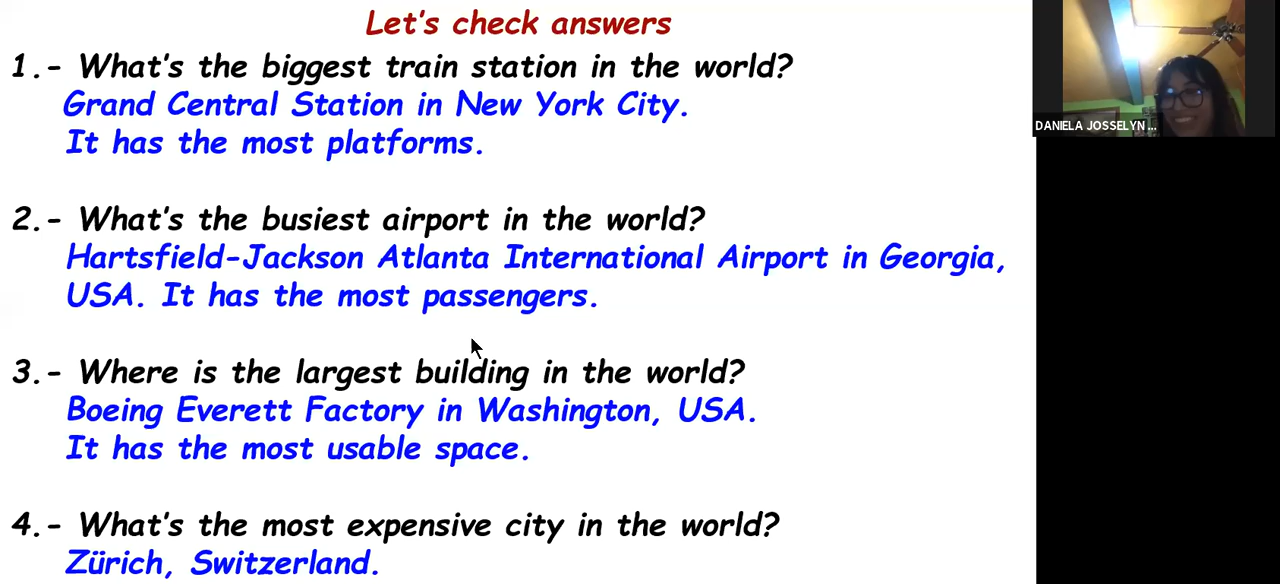 Let's check answers
1.- What's the biggest train station in the world?
Grand Central Station in New York City.
It has the most platforms.
2.- What's the busiest airport in the world?
Hartsfield-Jackson Atlanta International Airport in Georgia,
USA. It has the most passengers.
3.- Where is the largest building in the world?
Boeing Everett Factory in Washington, USA.
It has the most usable space.
4.- What's the most expensive city in the world?
Zürich, Switzerland.
DANIELA JOSSELYN ...